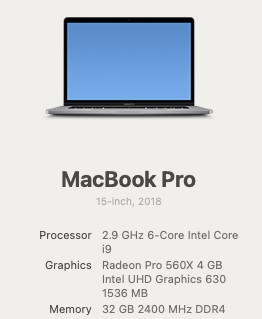 MacBook Pro
15-inch, 2018
Processor 2.9 GHz 6-Core Intel Core
i9
Graphics Radeon Pro 560X 4 GB
Intel UHD Graphics 630
1536 MB
Memory 32 GB 2400 MHz DDR4